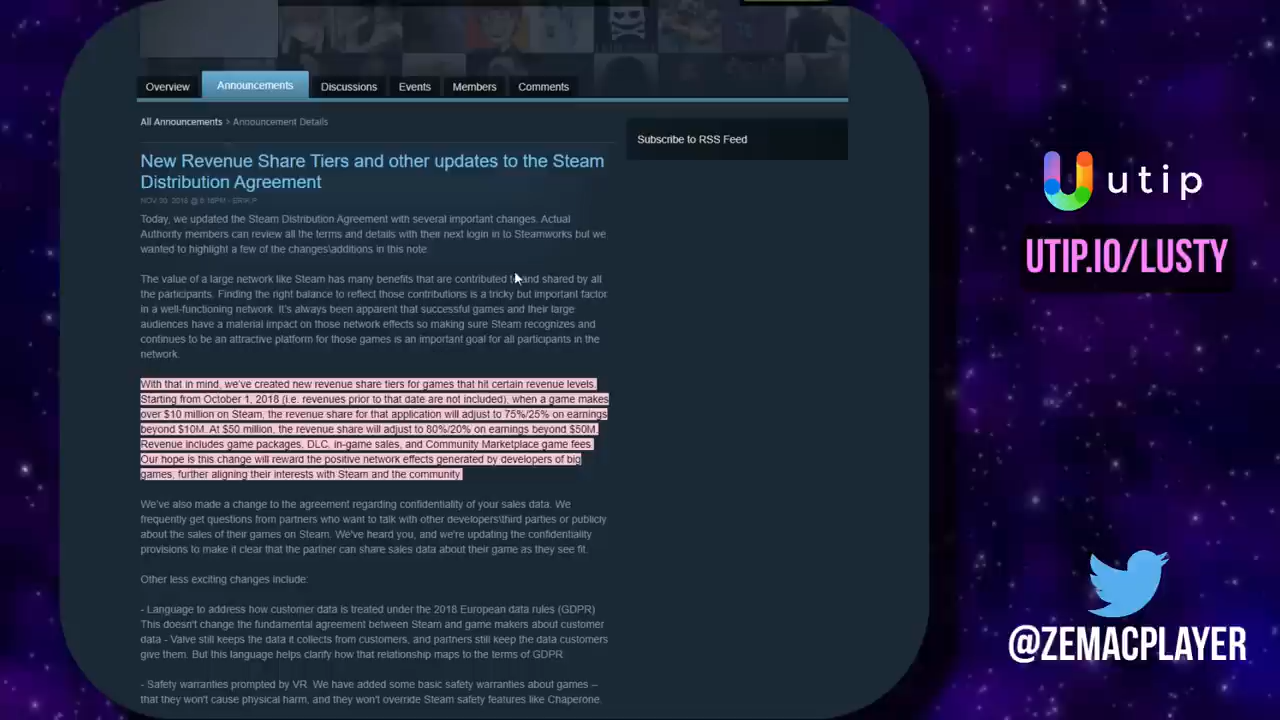 Overview
Announcements
Discussions
Events
Members
Comments
All Announcements > Announcement Details
Subscribe to RSS Feed
New Revenue Share Tiers and other updates to the Steam
Distribution Agreement
NOV 30, 2018 @ 6:16PM - ERIK.P
Today, we updated the Steam Distribution Agreement with several important changes. Actual
Authority members can review all the terms and details with their next login in to Steamworks but we
wanted to highlight a few of the changes\additions in this note.
The value of a large network like Steam has many benefits that are contributed to and shared by all
the participants. Finding the right balance to reflect those contributions is a tricky but important factor
in a well-functioning network. It's always been apparent that successful games and their large
audiences have a material impact on those network effects so making sure Steam recognizes and
continues to be an attractive platform for those games is an important goal for all participants in the
network.
With that in mind, we've created new revenue share tiers for games that hit certain revenue levels.
Starting from October 1, 2018 (i.e. revenues prior to that date are not included), when a game makes
over $10 million on Steam, the revenue share for that application will adjust to 75%/25% on earnings
beyond $10M. At $50 million, the revenue share will adjust to 80%/20% on earnings beyond $50M.
Revenue includes game packages, DLC, in-game sales, and Community Marketplace game fees.
Our hope is this change will reward the positive network effects generated by developers of big
games, further aligning their interests with Steam and the community.
We've also made a change to the agreement regarding confidentiality of your sales data. We
frequently get questions from partners who want to talk with other developers\third parties or publicly
about the sales of their games on Steam. We've heard you, and we're updating the confidentiality
provisions to make it clear that the partner can share sales data about their game as they see fit.
Other less exciting changes include:
- Language to address how customer data is treated under the 2018 European data rules (GDPR)
This doesn't change the fundamental agreement between Steam and game makers about customer
data - Valve still keeps the data it collects from customers, and partners still keep the data customers
give them. But this language helps clarify how that relationship maps to the terms of GDPR
- Safety warranties prompted by VR. We have added some basic safety warranties about games –
that they won't cause physical harm, and they won't override Steam safety features like Chaperone.
utip
UTIP.IO/LUSTY
@ZEMACPLAYER